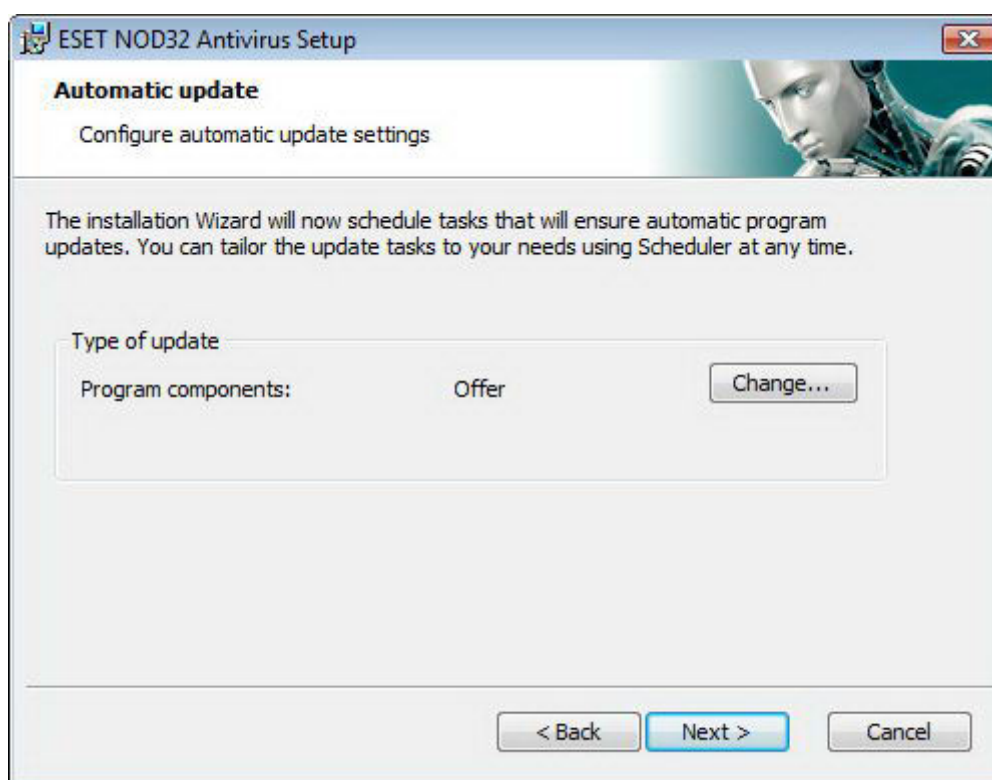 ESET NOD32 Antivirus Setup
Automatic update
Configure automatic update settings
The installation Wizard will now schedule tasks that will ensure automatic program
updates. You can tailor the update tasks to your needs using Scheduler at any time.
Type of update
Program components: Offer Change...
< Back Next > Cancel